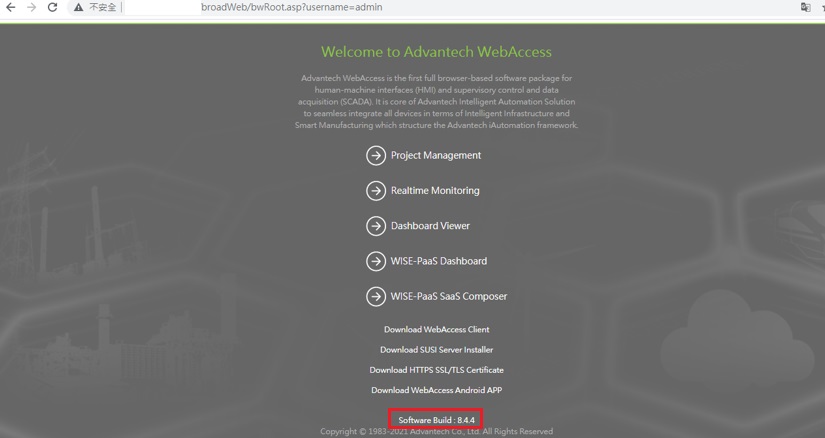 不安全
broadWeb/bwRoot.asp?username=admin
Welcome to Advantech WebAccess
Advantech WebAccess is the first full browser-based software package for
human-machine interfaces (HMI) and supervisory control and data
acquisition (SCADA). It is core of Advantech Intelligent Automation Solution
to seamless integrate all devices in terms of Intelligent Infrastructure and
Smart Manufacturing which structure the Advantech iAutomation framework.
Project Management
Realtime Monitoring
Dashboard Viewer
WISE-PaaS Dashboard
WISE-PaaS SaaS Composer
Download WebAccess Client
Download SUSI Server Installer
Download HTTPS SSL/TLS Certificate
Download WebAccess Android APP
Software Build : 8.4.4
Copyright © 1983-2021 Advantech Co., Ltd. All Rights Reserved